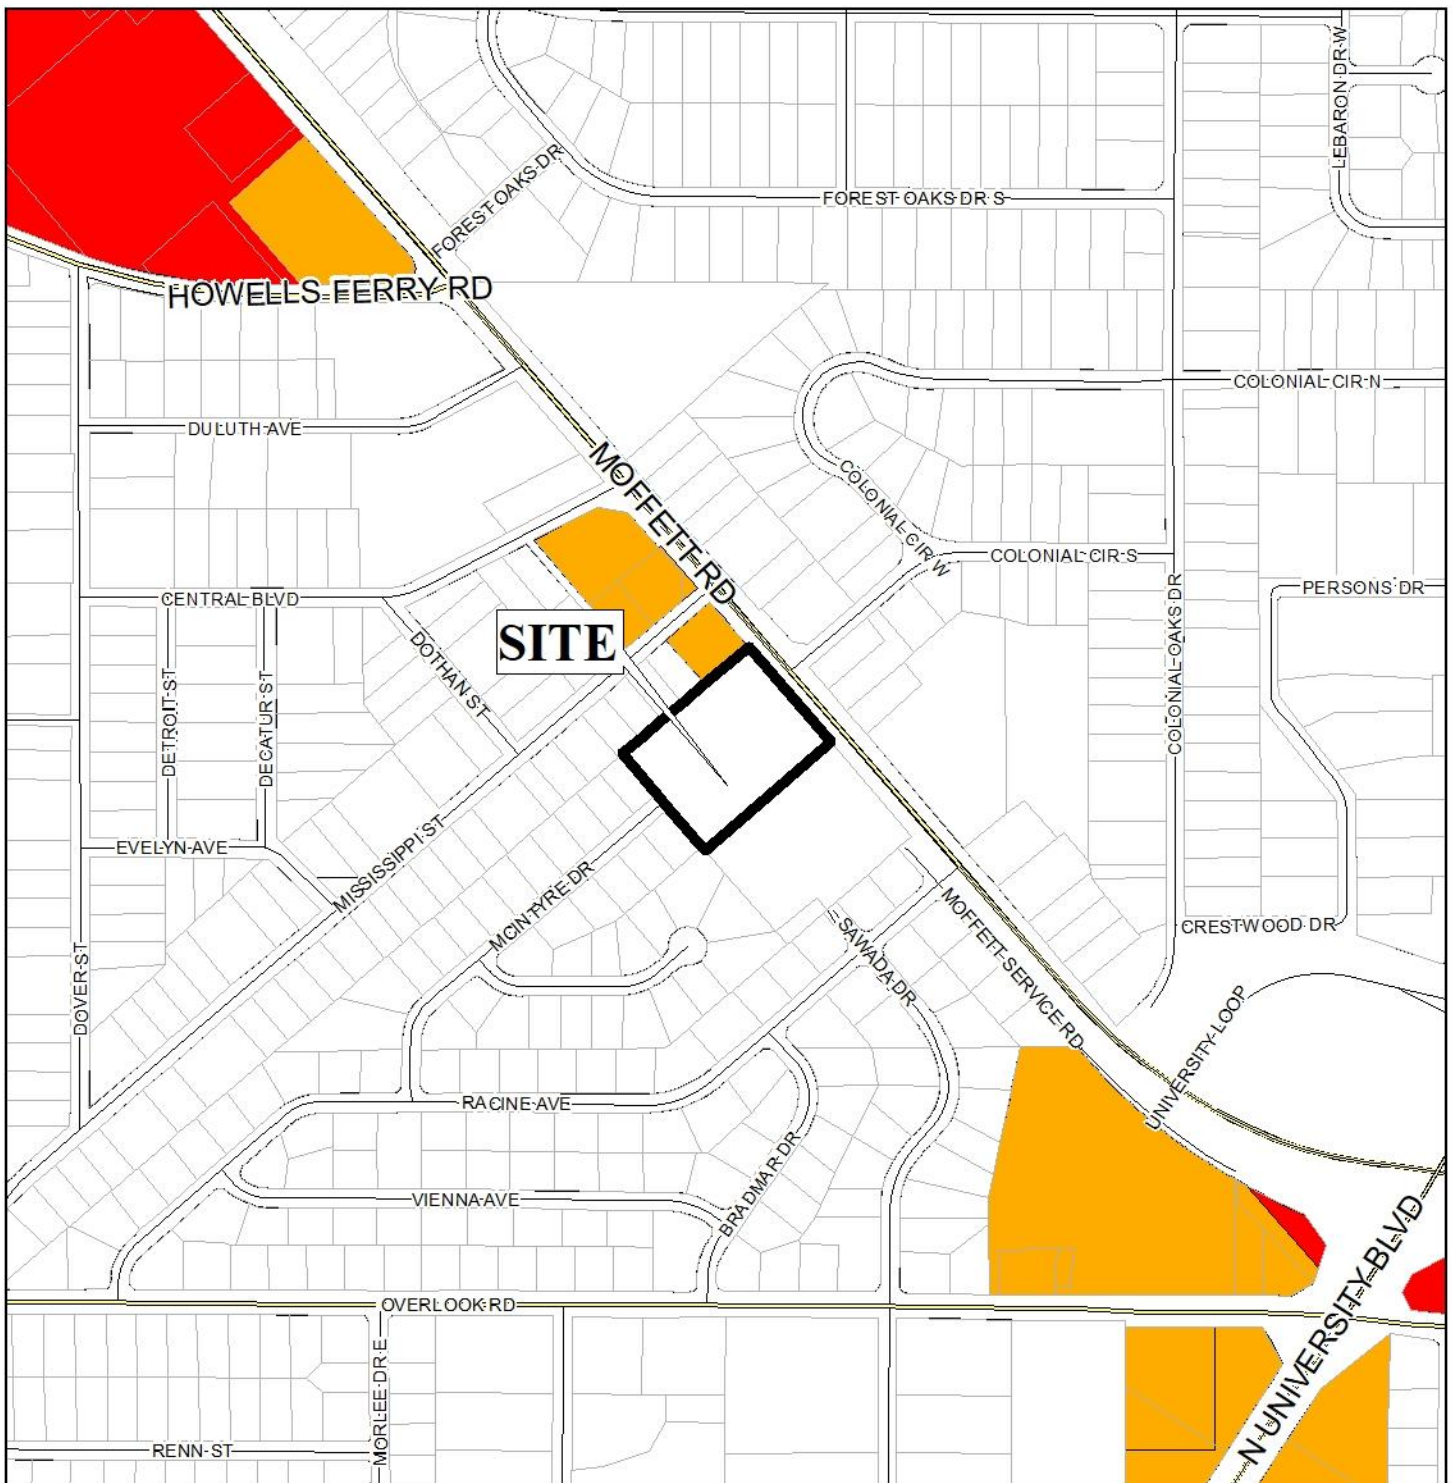 LEBARON DR W
FOREST OAKS DR
FOREST OAKS DR S
HOWELLS FERRY RD
COLONIAL CIR N
DULUTH AVE
MOFFETT RD
COLONIAL CIR W
COLONIAL CIR S
PERSONS DR
CENTRAL BLVD
SITE
DOTHAN ST
COLONIAL OAKS DR
DETROIT ST
DECATUR ST
EVELYN AVE
MISSISSIPPI ST
MCINTYRE DR
MOFFETT SERVICE RD
CRESTWOOD DR
SAWADA DR
DOVER ST
UNIVERSITY LOOP
RACINE AVE
BRADMAR DR
VIENNA AVE
N UNIVERSITY BLVD
OVERLOOK RD
MORLEE DR E
RENN ST